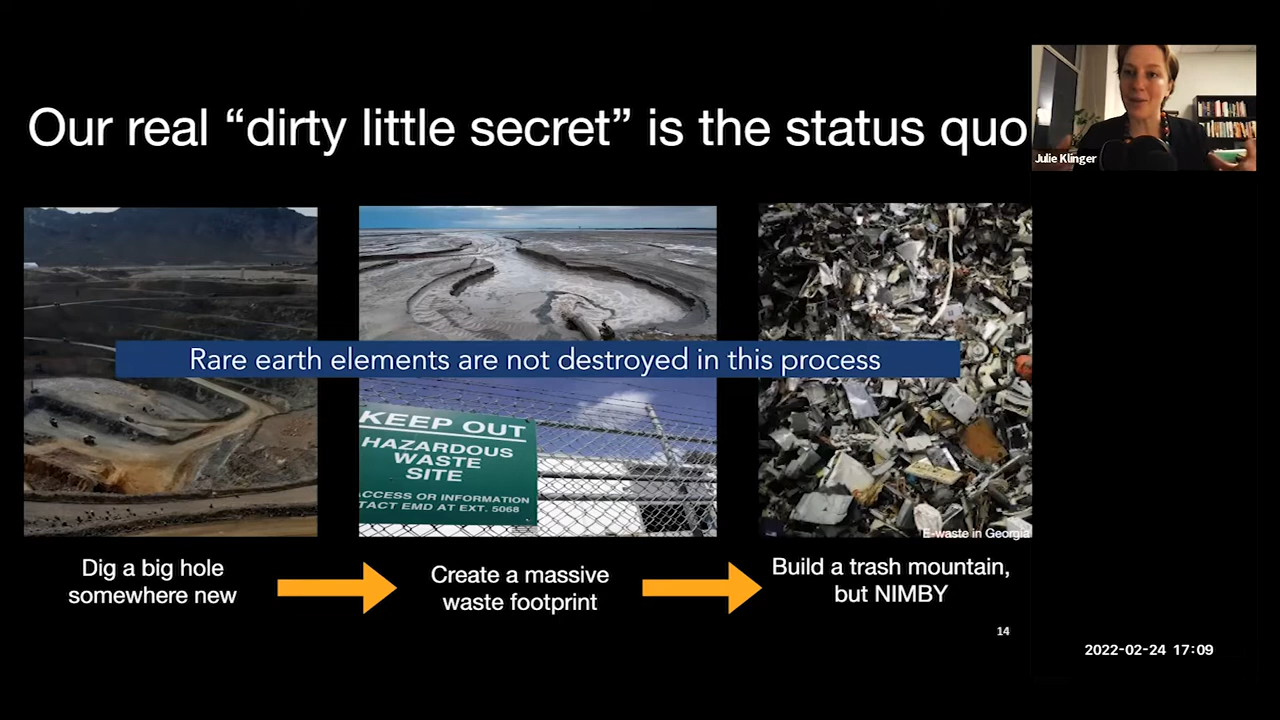 Our real “dirty little secret” is the status quo
Julie Klinger
Rare earth elements are not destroyed in this process
KEEP OUT
HAZARDOUS
WASTE
SITE
ACCESS OR INFORMATION
TACT EMD AT EXT. 5068
E-waste in Georgia
Dig a big hole
somewhere new
Create a massive
waste footprint
Build a trash mountain,
but NIMBY
14
2022-02-24 17:09